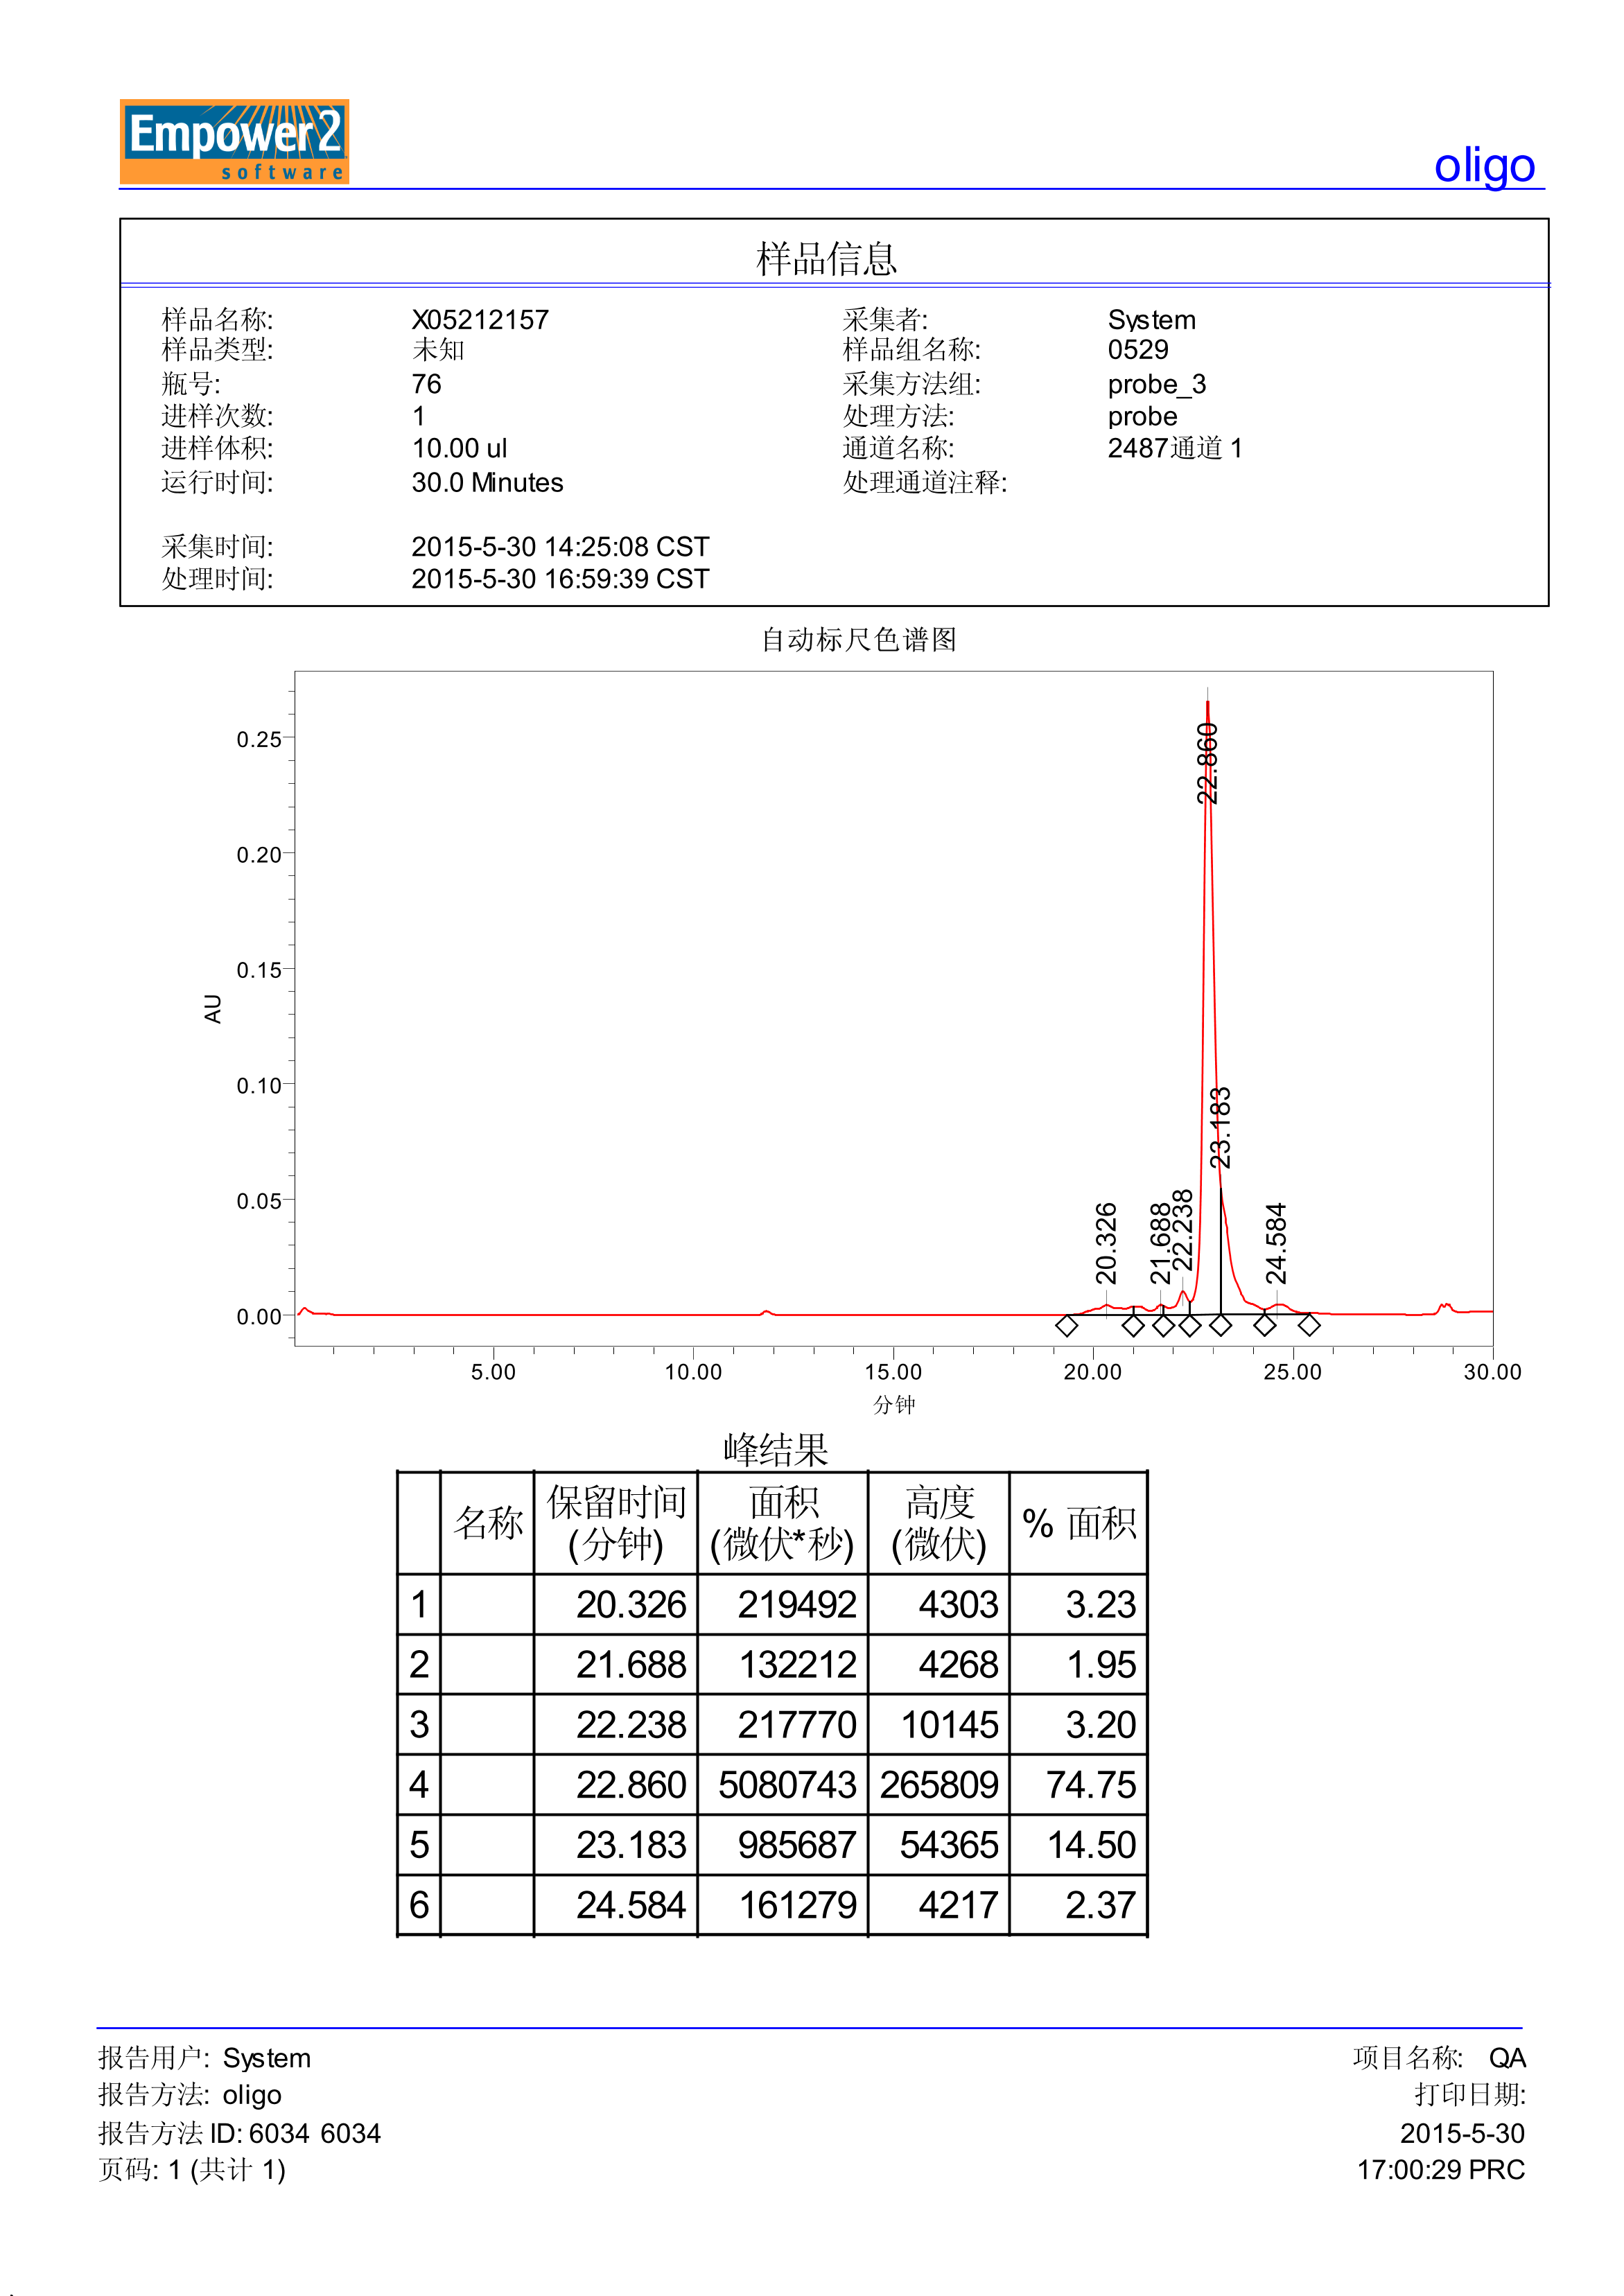 Empower2
software
oligo
样品信息
样品名称: X05212157 采集者: System
样品类型: 未知 样品组名称: 0529
瓶号: 76 采集方法组: probe_3
进样次数: 1 处理方法: probe
进样体积: 10.00 ul 通道名称: 2487通道 1
运行时间: 30.0 Minutes 处理通道注释:
采集时间: 2015-5-30 14:25:08 CST
处理时间: 2015-5-30 16:59:39 CST
自动标尺色谱图
AU
0.25
0.20
0.15
0.10
0.05
0.00
20.326
21.688
22.238
22.860
23.183
24.584
5.00 10.00 15.00 20.00 25.00 30.00
分钟
峰结果
名称 保留时间 (分钟) 面积 (微伏*秒) 高度 (微伏) % 面积
1 20.326 219492 4303 3.23
2 21.688 132212 4268 1.95
3 22.238 217770 10145 3.20
4 22.860 5080743 265809 74.75
5 23.183 985687 54365 14.50
6 24.584 161279 4217 2.37
报告用户: System 项目名称: QA
报告方法: oligo 打印日期:
报告方法 ID: 6034 6034 2015-5-30
页码: 1 (共计 1) 17:00:29 PRC